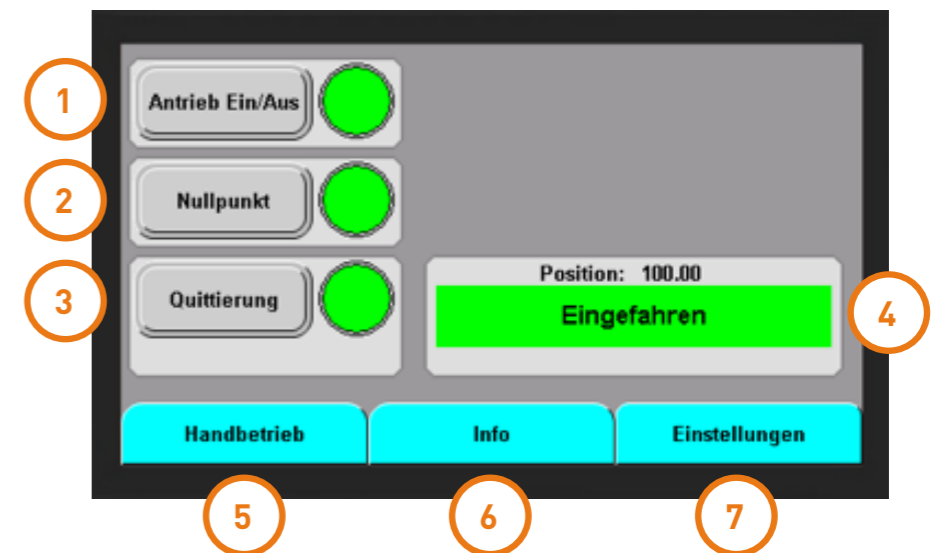 1
Antrieb Ein/Aus
2
Nullpunkt
3
Quittierung
Position: 100.00
Eingefahren
4
Handbetrieb
Info
Einstellungen
5
6
7